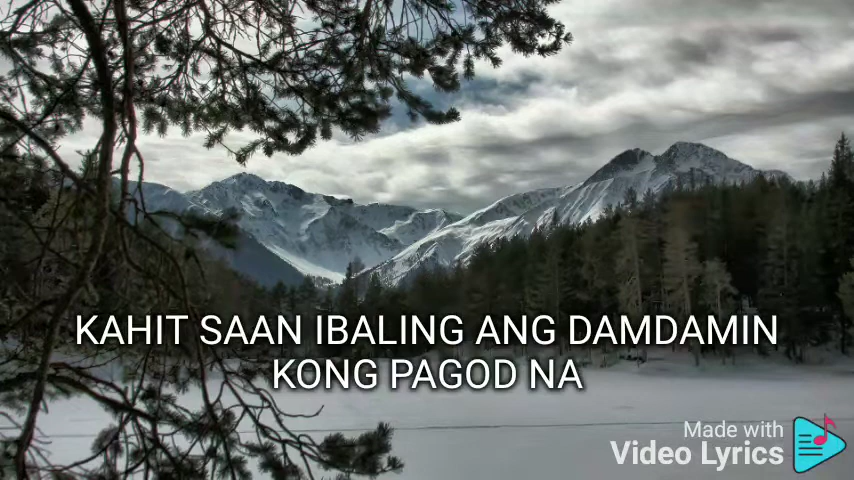 KAHIT SAAN IBALING ANG DAMDAMIN
KONG PAGOD NA
Made with
Video Lyrics